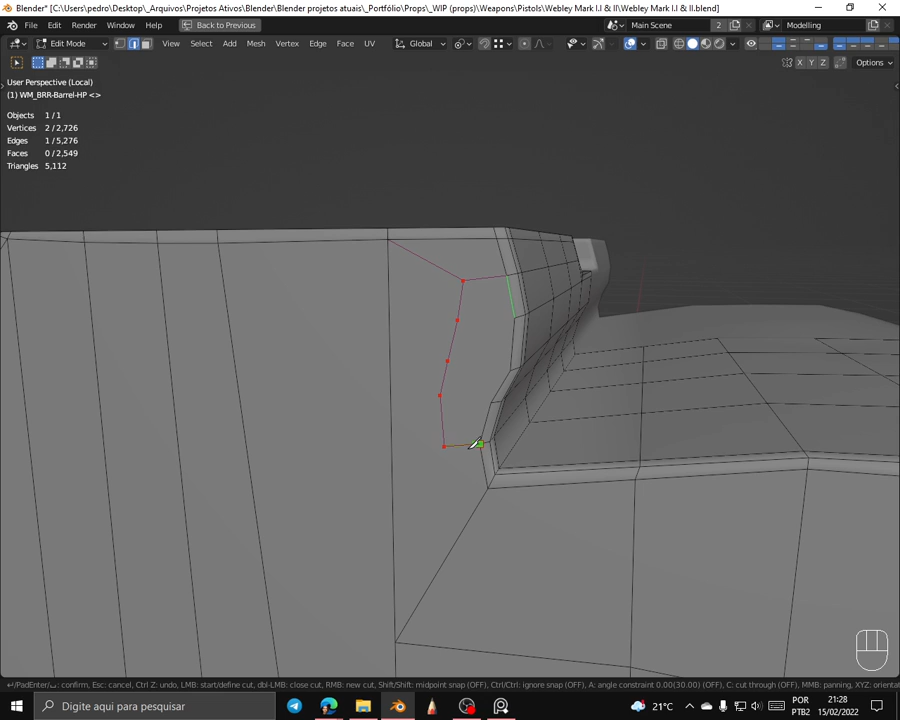 Blender* [C:\Users\pedro\Desktop\_Arquivos\Projetos Ativos\Blender\Blender projetos atuais\_Portfólio\Props\_WIP (props)\Weapons\Pistols\Webley Mark I.I & II\Webley Mark I.I & II.blend]
File Edit Render Window Help Back to Previous Main Scene 2 Modelling
Edit Mode View Select Add Mesh Vertex Edge Face UV Global
X Y Z Options
User Perspective (Local)
(1) WM_BRR-Barrel-HP <>
Objects 1/1
Vertices 2/2,726
Edges 1/5,276
Faces 0/2,549
Triangles 5,112
/PadEnter/: confirm, Esc: cancel, Ctrl Z: undo, LMB: start/define cut, dbl-LMB: close cut, RMB: new cut, Shift/Shift: midpoint snap (OFF), Ctrl/Ctrl: ignore snap (OFF), A: angle constraint 0.00(30.00) (OFF), C: cut through (OFF), MMB: panning, XYZ: orientat
Digite aqui para pesquisar
21°C
POR
PTB2
21:28
15/02/2022